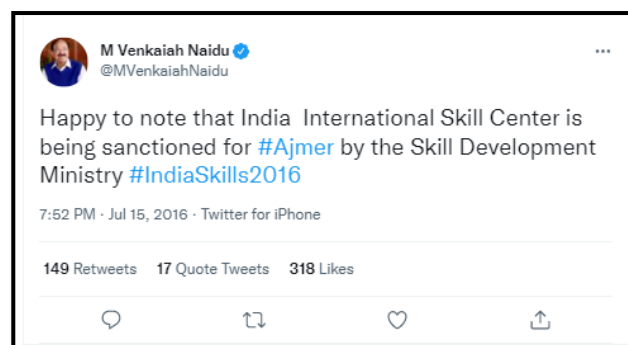 M Venkaiah Naidu
@MVenkaiahNaidu
Happy to note that India  International Skill Center is
being sanctioned for #Ajmer by the Skill Development
Ministry #IndiaSkills2016
7:52 PM · Jul 15, 2016 · Twitter for iPhone
149 Retweets 17 Quote Tweets 318 Likes